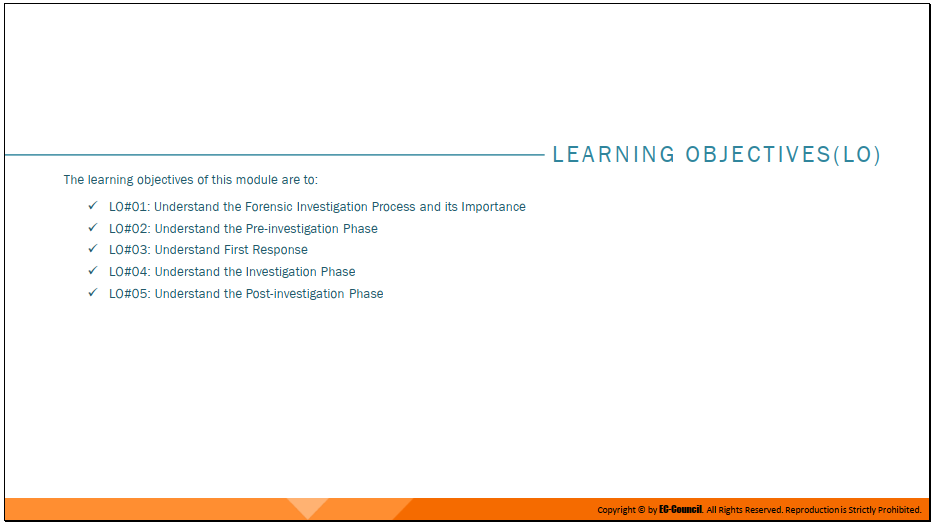 LEARNING OBJECTIVES(LO)
The learning objectives of this module are to:
✓ LO#01: Understand the Forensic Investigation Process and its Importance
✓ LO#02: Understand the Pre-investigation Phase
✓ LO#03: Understand First Response
✓ LO#04: Understand the Investigation Phase
✓ LO#05: Understand the Post-investigation Phase
Copyright © by EC-Council. All Rights Reserved. Reproduction is Strictly Prohibited.